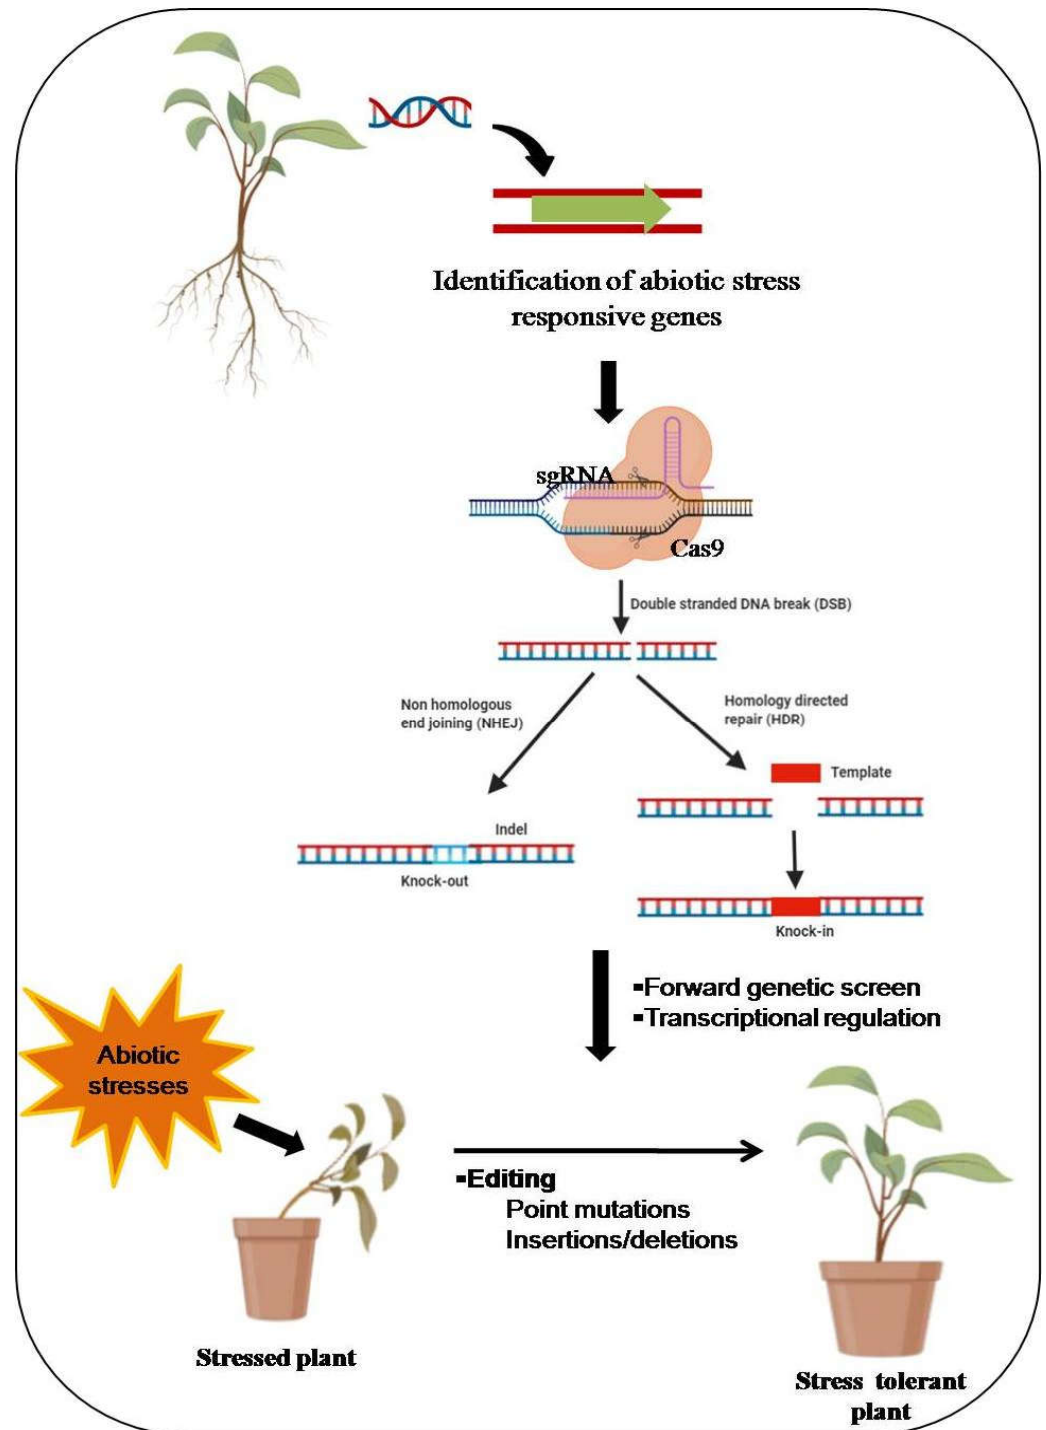 Identification of abiotic stress
responsive genes
sgRNA
Cas9
Double stranded DNA break (DSB)
Non homologous
end joining (NHEJ)
Homology directed
repair (HDR)
Template
Indel
Knock-out
Knock-in
▪Forward genetic screen
▪Transcriptional regulation
Abiotic
stresses
▪Editing
Point mutations
Insertions/deletions
Stressed plant
Stress tolerant
plant